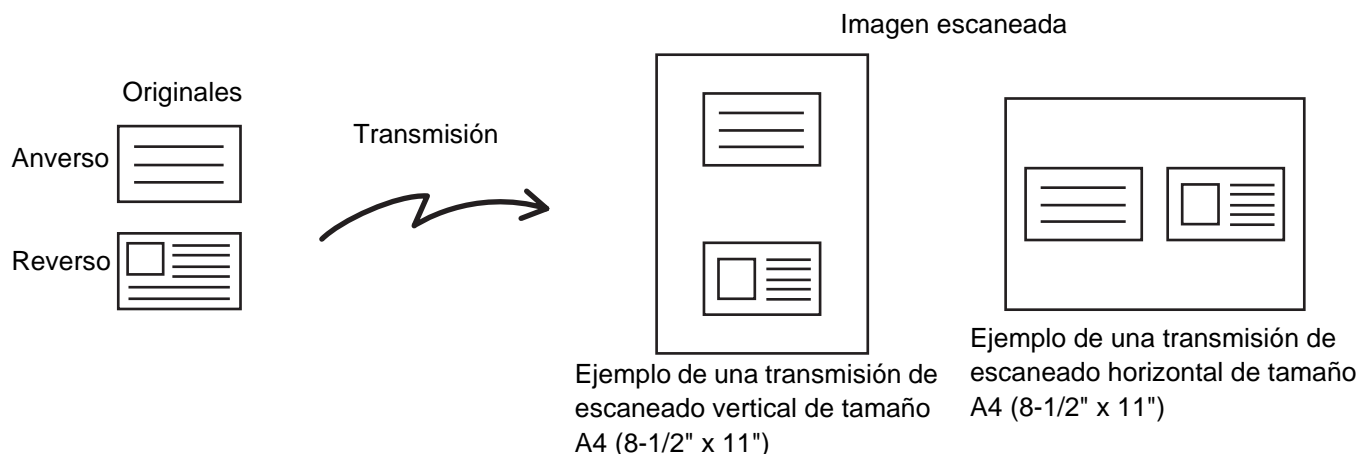 Imagen escaneada
Originales
Anverso
Reverso
Transmisión
Ejemplo de una transmisión de
escaneado vertical de tamaño
A4 (8-1/2" x 11")
Ejemplo de una transmisión de
escaneado horizontal de tamaño
A4 (8-1/2" x 11")